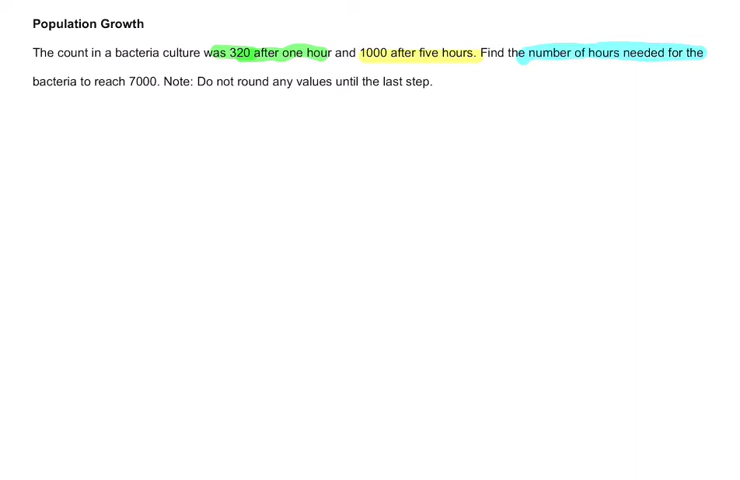 Population Growth
The count in a bacteria culture was 320 after one hour and 1000 after five hours. Find the number of hours needed for the
bacteria to reach 7000. Note: Do not round any values until the last step.